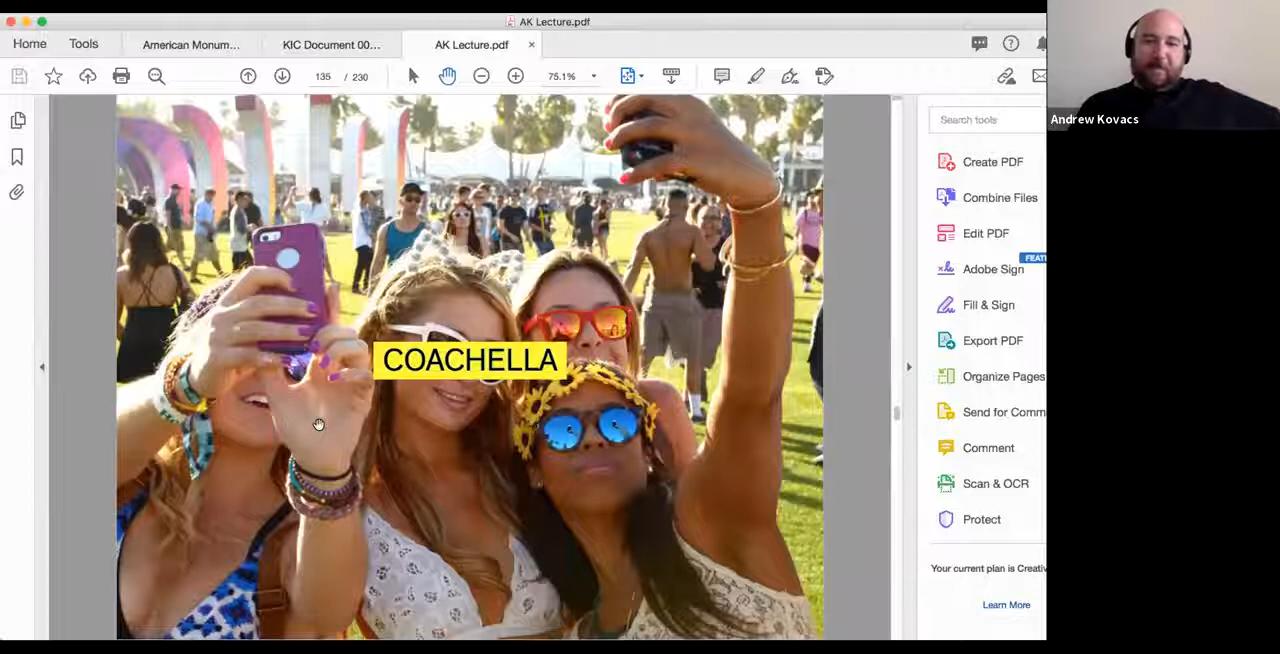 AK Lecture.pdf
Home
Tools
American Monum...
KIC Document 00...
AK Lecture.pdf
135 / 230
75.1%
Search tools
Create PDF
Combine Files
Edit PDF
FEAT
Adobe Sign
Fill & Sign
Export PDF
Organize Pages
Send for Comm
Comment
Scan & OCR
Protect
Your current plan is Creativ
Learn More
COACHELLA
Andrew Kovacs